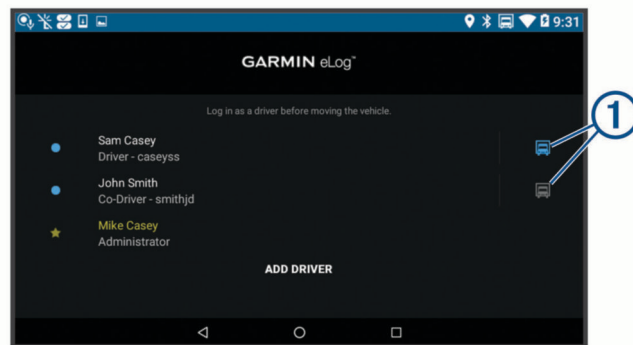 9:31
GARMIN eLog™
Log in as a driver before moving the vehicle.
Sam Casey
Driver - caseyss
1
John Smith
Co-Driver - smithjd
Mike Casey
Administrator
ADD DRIVER